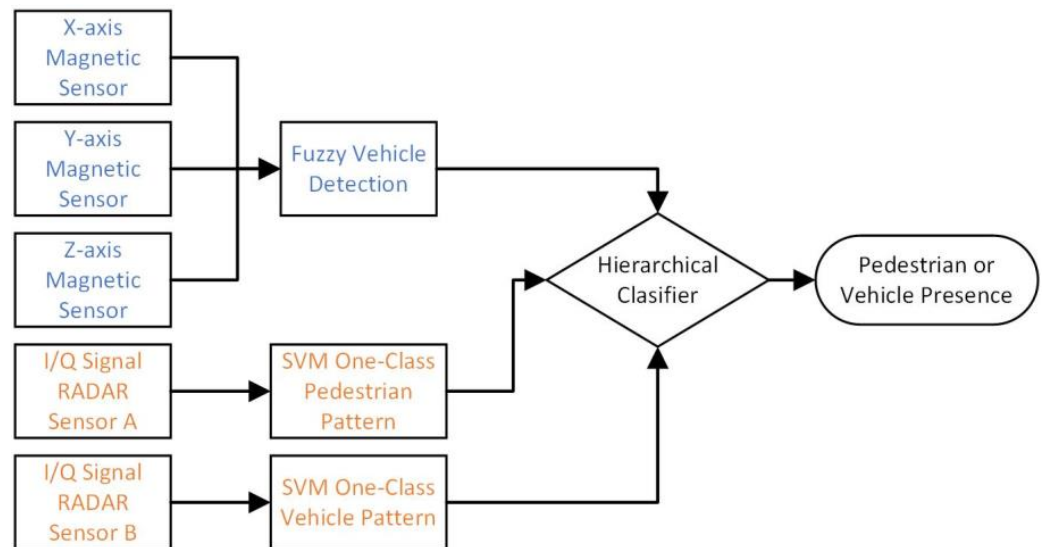 X-axis
Magnetic
Sensor
Y-axis
Magnetic
Sensor
Fuzzy Vehicle
Detection
Z-axis
Magnetic
Sensor
Hierarchical
Clasifier
Pedestrian or
Vehicle Presence
I/Q Signal
RADAR
Sensor A
SVM One-Class
Pedestrian
Pattern
I/Q Signal
RADAR
Sensor B
SVM One-Class
Vehicle Pattern